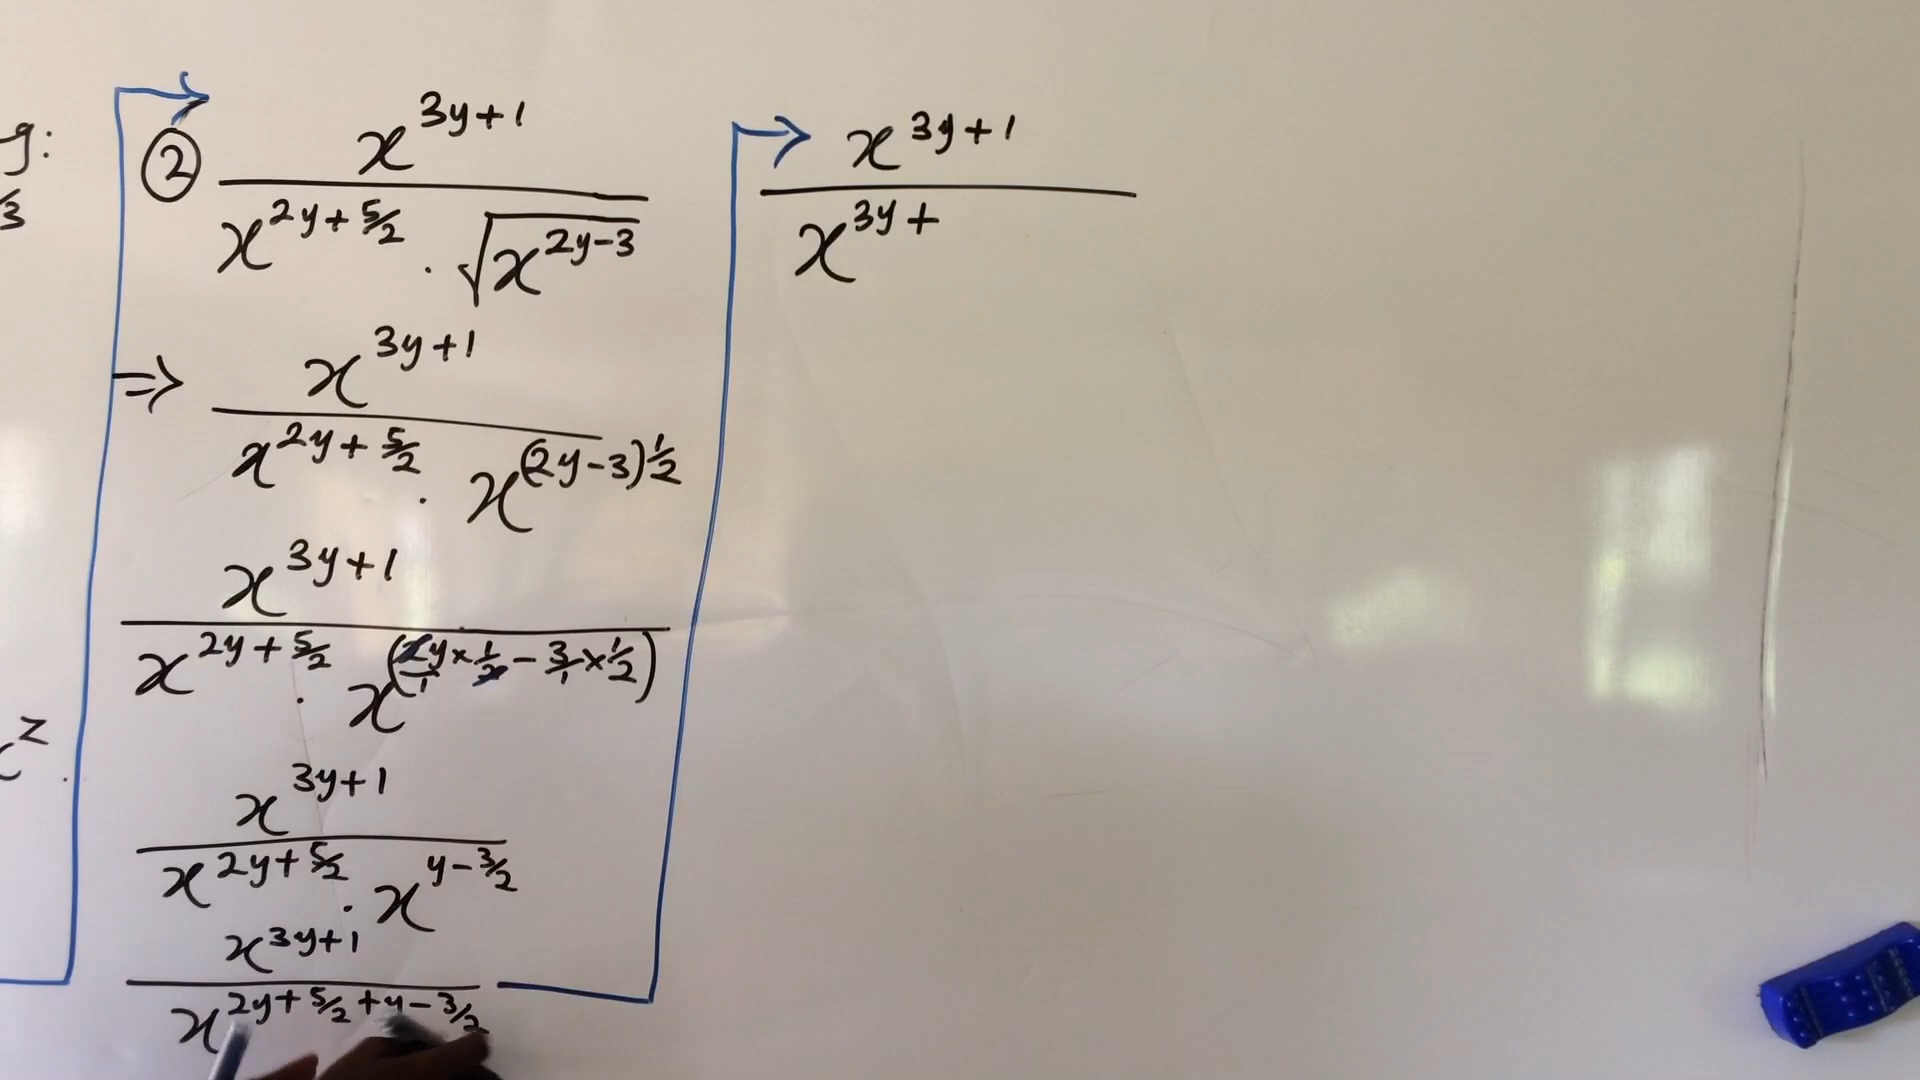 g:
/3
c^z.
② x^(3y+1)
x^(2y+5/2) . √(x^(2y-3))
⇒ x^(3y+1)
x^(2y+5/2) . x^((2y-3)1/2)
x^(3y+1)
x^(2y+5/2) . x^((2y/1×1/2-3/1×1/2))
x^(3y+1)
x^(2y+5/2) . x^(y-3/2)
x^(3y+1)
x^(2y+5/2+y-3/2)
x^(3y+1)
x^(3y+